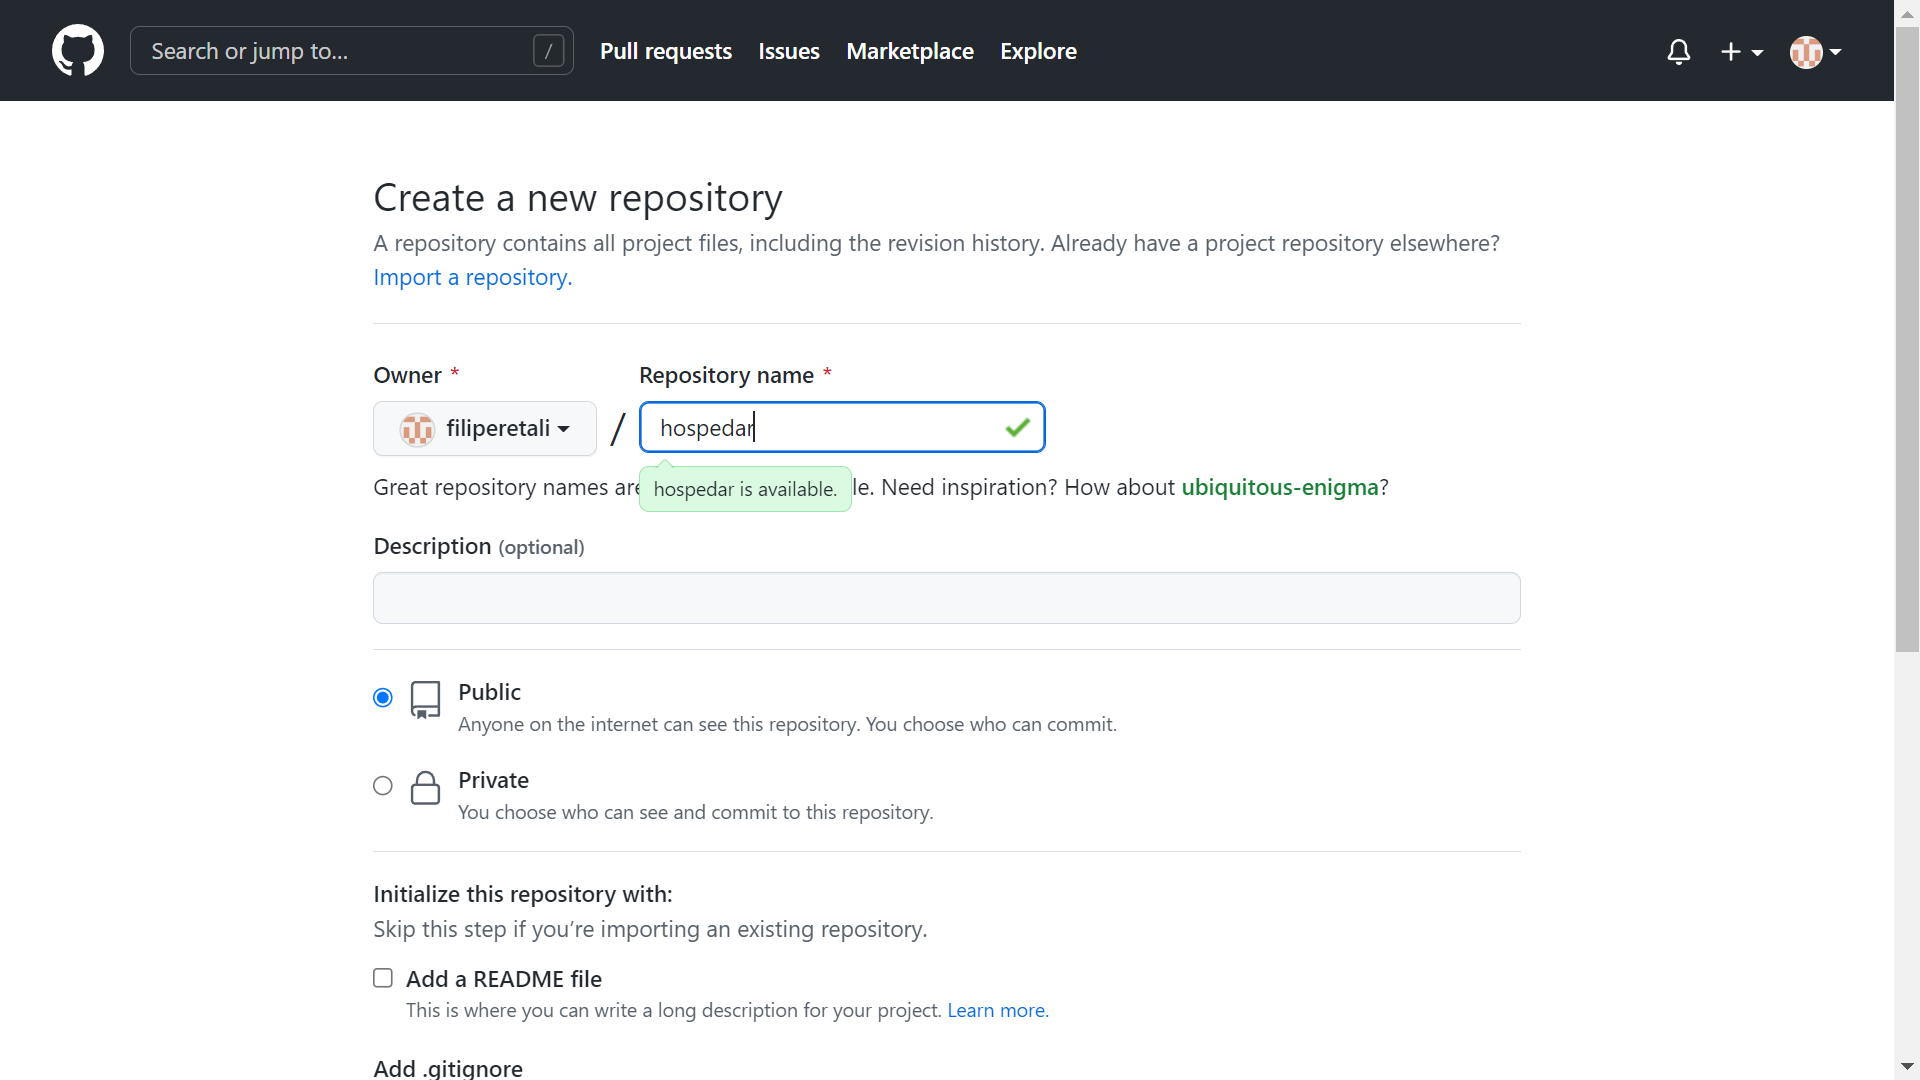 Search or jump to... / Pull requests Issues Marketplace Explore
Create a new repository
A repository contains all project files, including the revision history. Already have a project repository elsewhere?
Import a repository.
Owner * Repository name *
filiperetali / hospedar
Great repository names are hospedar is available. le. Need inspiration? How about ubiquitous-enigma?
Description (optional)
Public
Anyone on the internet can see this repository. You choose who can commit.
Private
You choose who can see and commit to this repository.
Initialize this repository with:
Skip this step if you’re importing an existing repository.
Add a README file
This is where you can write a long description for your project. Learn more.
Add .gitignore